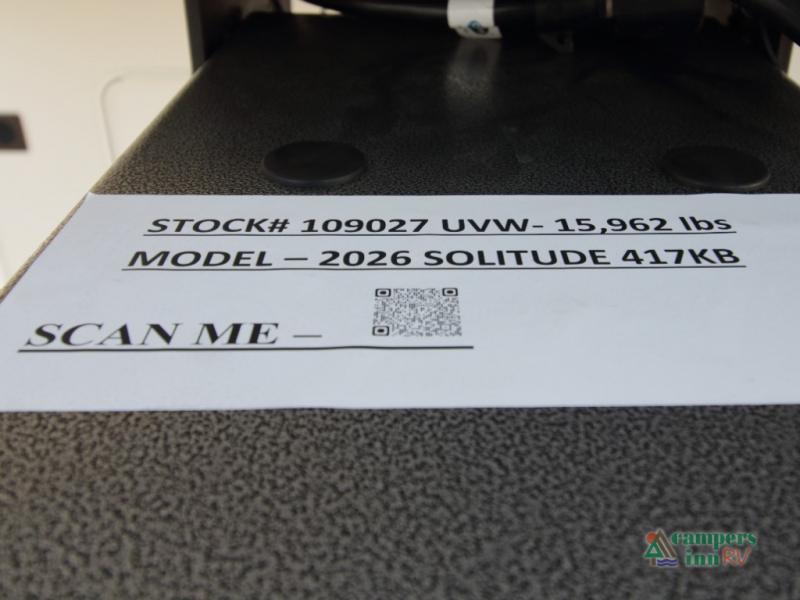 STOCK# 109027 UVW- 15,962 lbs
MODEL – 2026 SOLITUDE 417KB
SCAN ME –
campers
inn RV